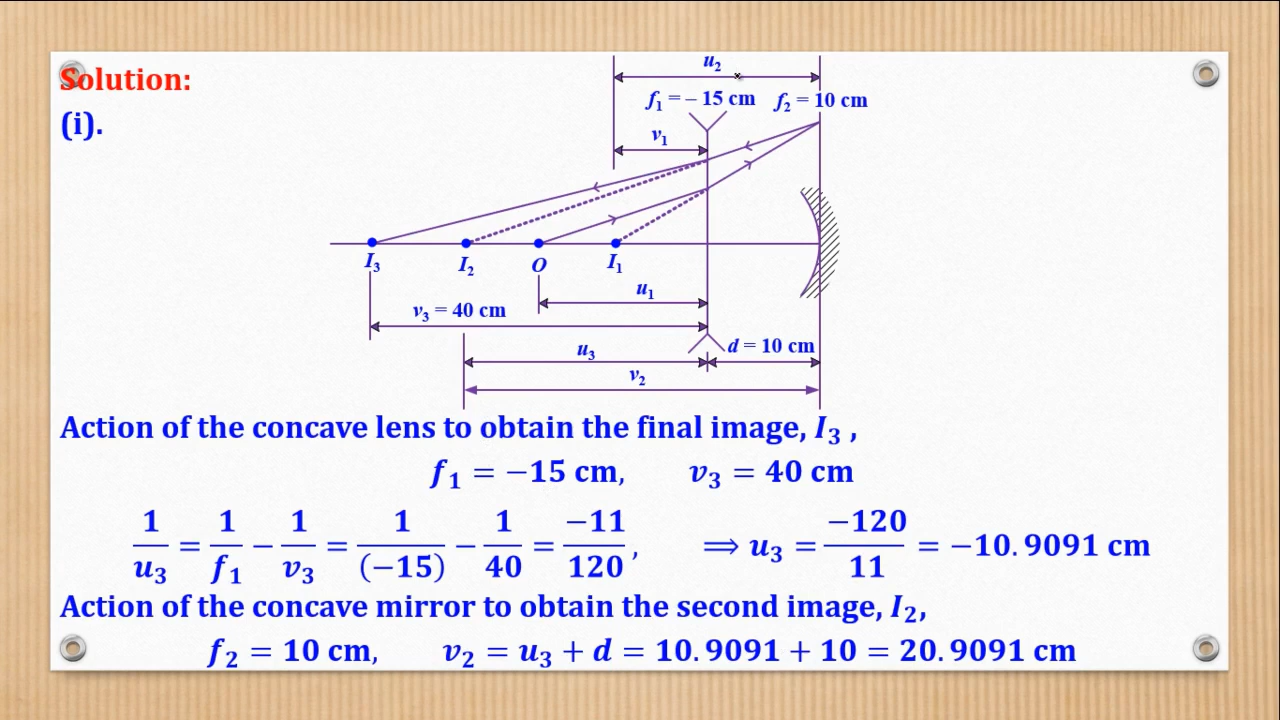 Solution:
(i).
u₂
f₁ = – 15 cm f₂ = 10 cm
v₁
I₃ I₂ O I₁
u₁
v₃ = 40 cm
u₃ d = 10 cm
v₂
Action of the concave lens to obtain the final image, I₃ ,
f₁ = −15 cm, v₃ = 40 cm
1/u₃ = 1/f₁ − 1/v₃ = 1/(−15) − 1/40 = −11/120 , ⟹ u₃ = −120/11 = −10.9091 cm
Action of the concave mirror to obtain the second image, I₂,
f₂ = 10 cm, v₂ = u₃ + d = 10.9091 + 10 = 20.9091 cm